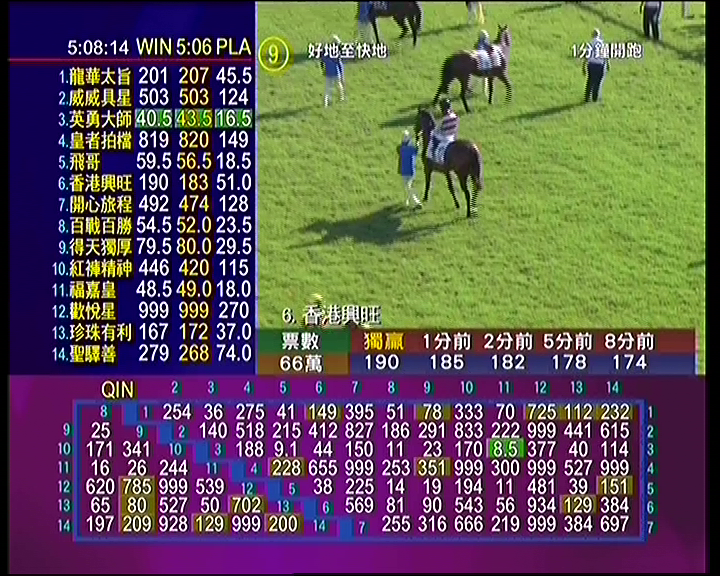 5:08:14 WIN 5:06 PLA
1.龍華太旨 201 207 45.5
2.威威具星 503 503 124
3.英勇大師 40.5 43.5 16.5
4.皇者拍檔 819 820 149
5.飛哥 59.5 56.5 18.5
6.香港興旺 190 183 51.0
7.開心旅程 492 474 128
8.百戰百勝 54.5 52.0 23.5
9.得天獨厚 79.5 80.0 29.5
10.紅褲精神 446 420 115
11.福嘉皇 48.5 49.0 18.0
12.歡悅星 999 999 270
13.珍珠有利 167 172 37.0
14.聖驛善 279 268 74.0
9 好地至快地 1分鐘開跑
6. 香港興旺
票數 獨贏 1分前 2分前 5分前 8分前
66萬 190 185 182 178 174
QIN 2 3 4 5 6 7 8 9 10 11 12 13 14
8 1 254 36 275 41 149 395 51 78 333 70 725 112 232 1
9 25 9 2 140 518 215 412 827 186 291 833 222 999 441 615 2
10 171 341 10 3 188 9.1 44 150 11 23 170 8.5 377 40 114 3
11 16 26 244 11 4 228 655 999 253 351 999 300 999 527 999 4
12 620 785 999 539 12 5 38 225 14 19 194 11 481 39 151 5
13 65 80 527 50 702 13 6 569 81 90 543 56 934 129 384 6
14 197 209 928 129 999 200 14 7 255 316 666 219 999 384 697 7